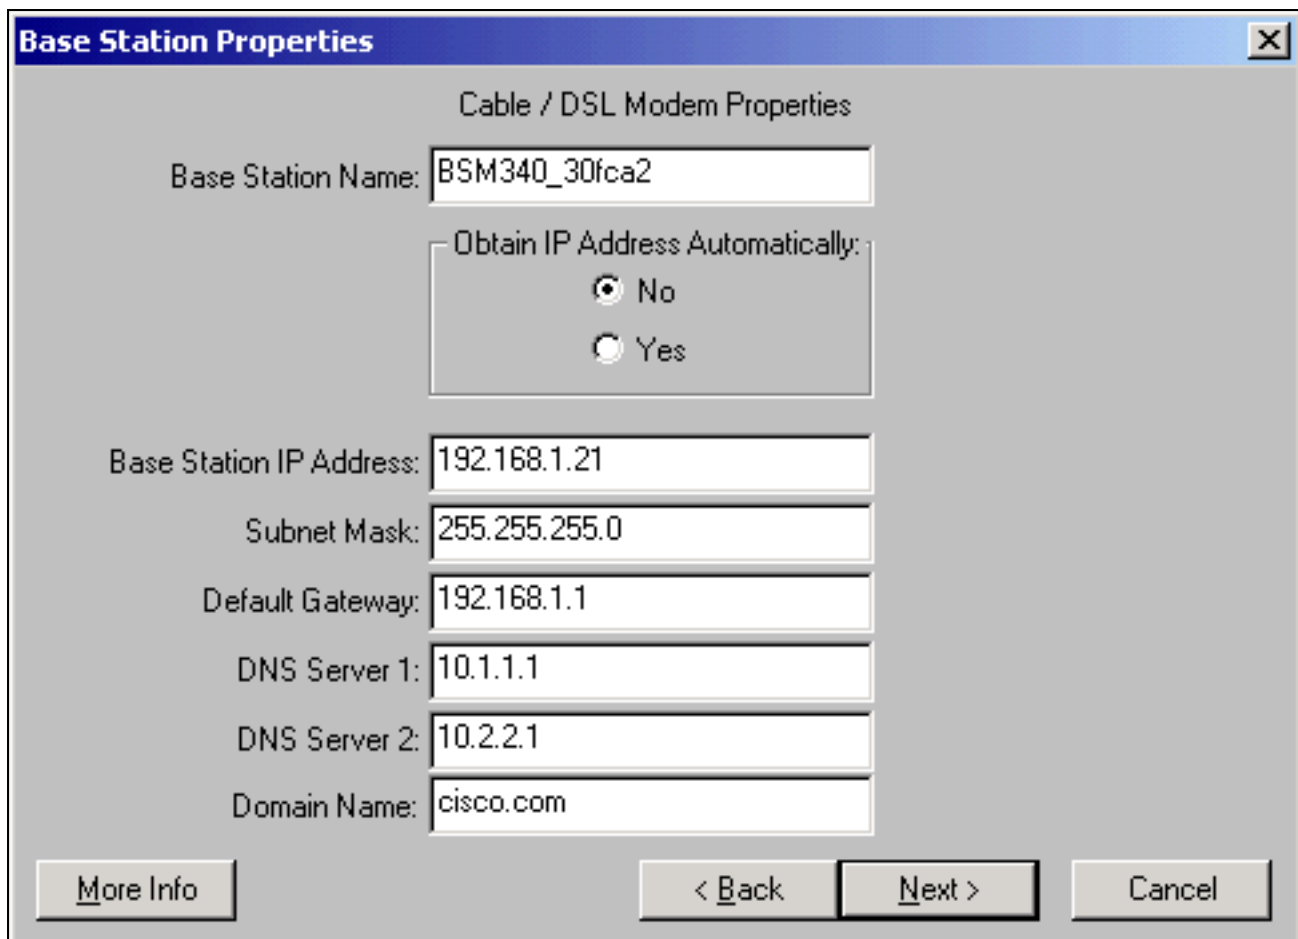 Base Station Properties
Cable / DSL Modem Properties
Base Station Name: BSM340_30fca2
Obtain IP Address Automatically:
No
Yes
Base Station IP Address: 192.168.1.21
Subnet Mask: 255.255.255.0
Default Gateway: 192.168.1.1
DNS Server 1: 10.1.1.1
DNS Server 2: 10.2.2.1
Domain Name: cisco.com
More Info < Back Next > Cancel